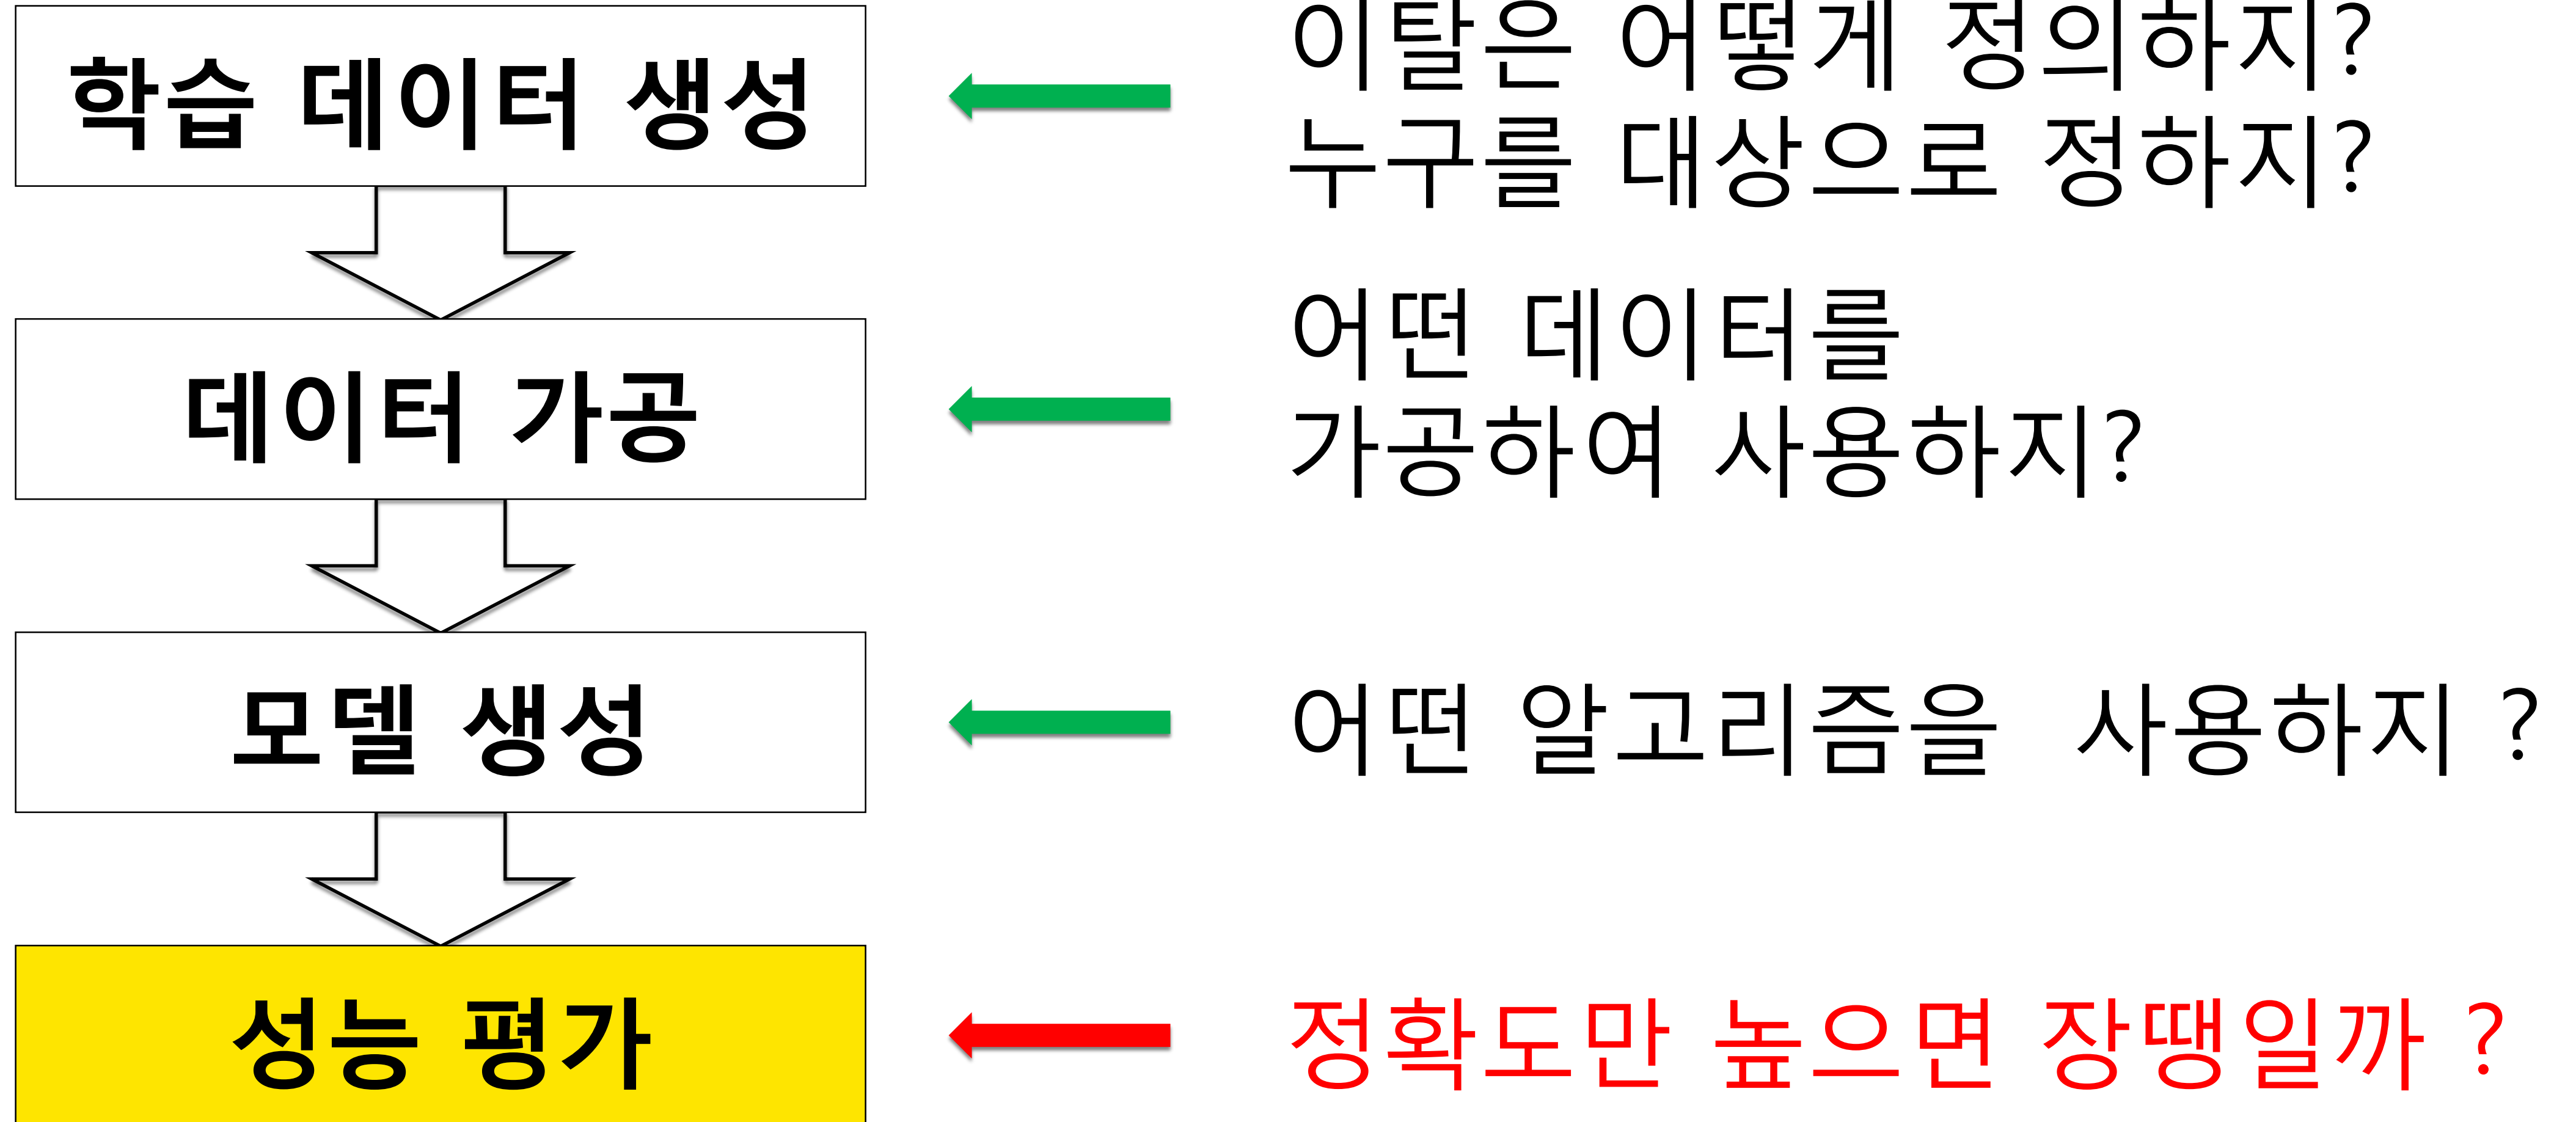 학습 데이터 생성
이탈은 어떻게 정의하지?
누구를 대상으로 정하지?
데이터 가공
어떤 데이터를
가공하여 사용하지?
모델 생성
어떤 알고리즘을 사용하지 ?
성능 평가
정확도만 높으면 장땡일까 ?